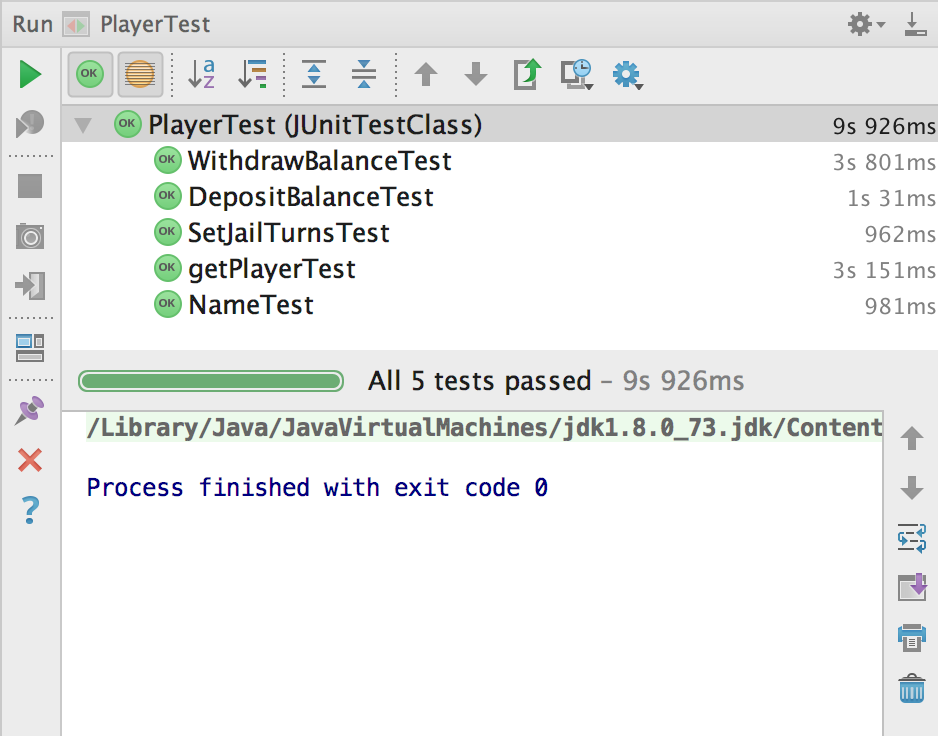 Run PlayerTest
OK a z
OK PlayerTest (JUnitTestClass) 9s 926ms
OK WithdrawBalanceTest 3s 801ms
OK DepositBalanceTest 1s 31ms
OK SetJailTurnsTest 962ms
OK getPlayerTest 3s 151ms
OK NameTest 981ms
All 5 tests passed – 9s 926ms
/Library/Java/JavaVirtualMachines/jdk1.8.0_73.jdk/Content
Process finished with exit code 0
?